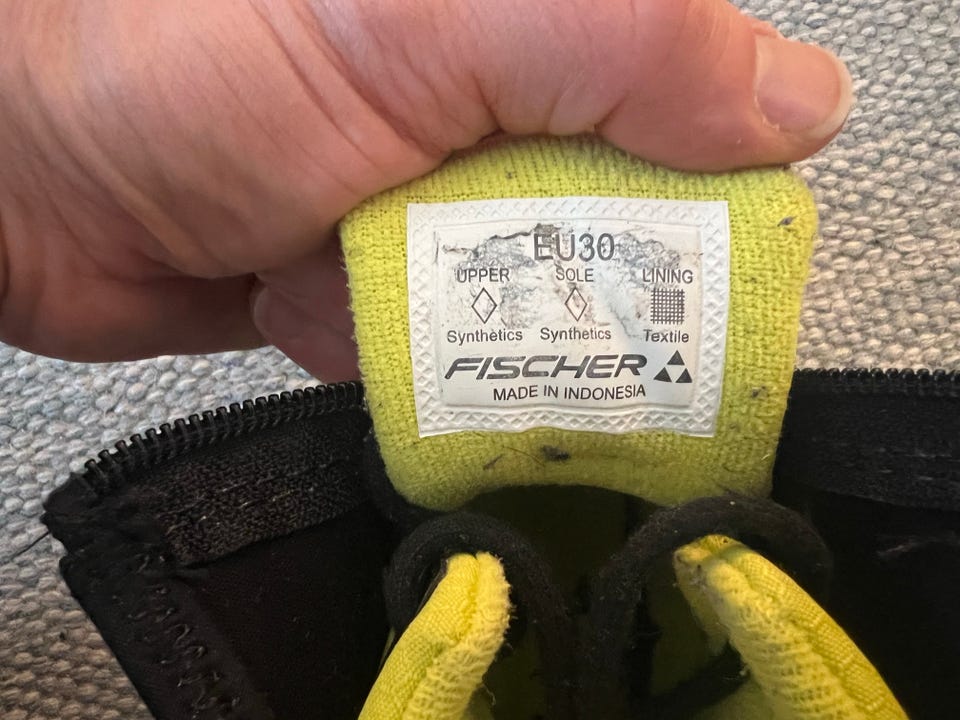 EU30
UPPER SOLE LINING
Synthetics Synthetics Textile
FISCHER
MADE IN INDONESIA